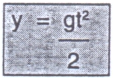 y = gt²/2